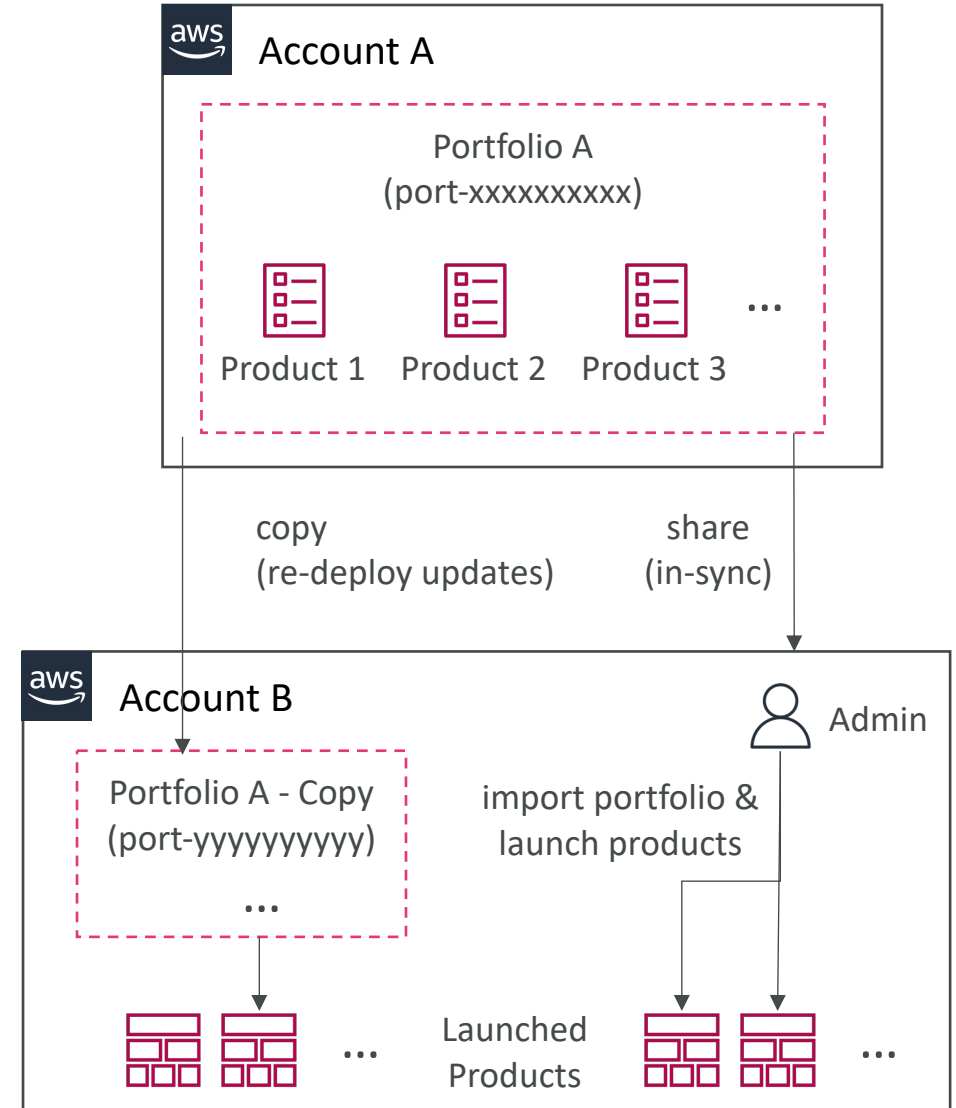 aws
Account A
Portfolio A
(port-xxxxxxxxxx)
...
Product 1
Product 2
Product 3
copy
(re-deploy updates)
share
(in-sync)
aws
Account B
Admin
Portfolio A - Copy
(port-yyyyyyyyyy)
...
import portfolio &
launch products
...
Launched
Products
...